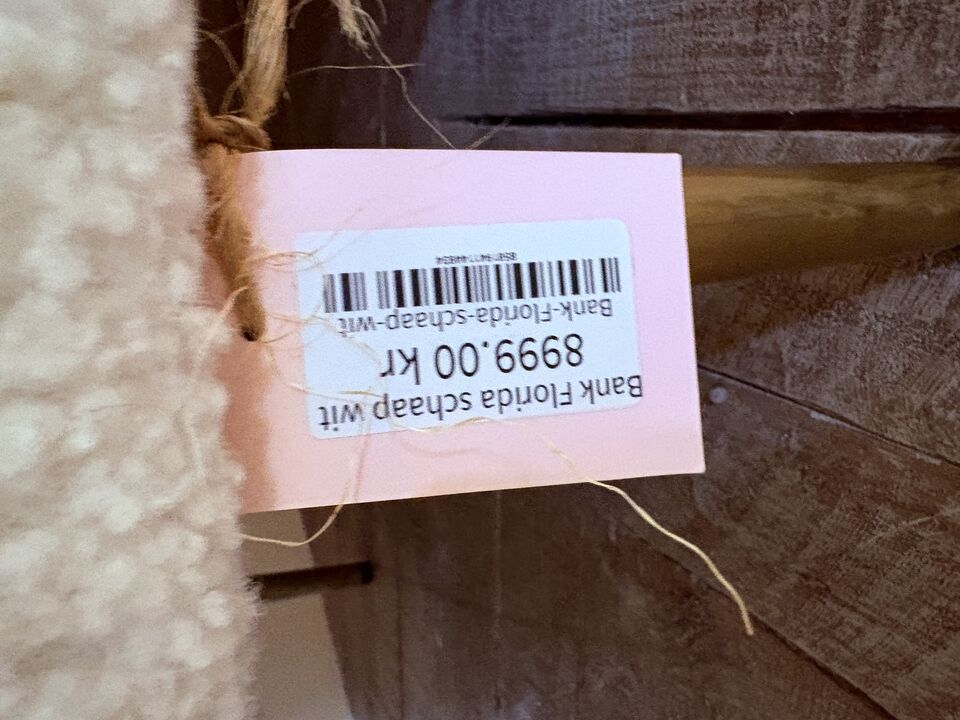 Bank Florida schaap wit
8999.00 kr
Bank-Florida-schaap-wit